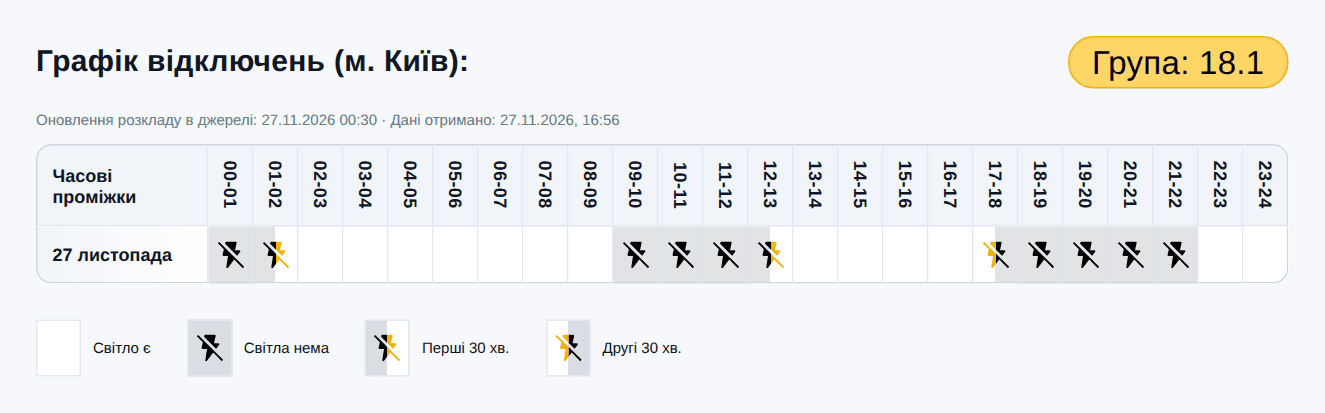 Графік відключень (м. Київ):
Група: 18.1
Оновлення розкладу в джерелі: 27.11.2026 00:30 · Дані отримано: 27.11.2026, 16:56
Часові
проміжки
00-01
01-02
02-03
03-04
04-05
05-06
06-07
07-08
08-09
09-10
10-11
11-12
12-13
13-14
14-15
15-16
16-17
17-18
18-19
19-20
20-21
21-22
22-23
23-24
27 листопада
Світло є
Світла нема
Перші 30 хв.
Другі 30 хв.